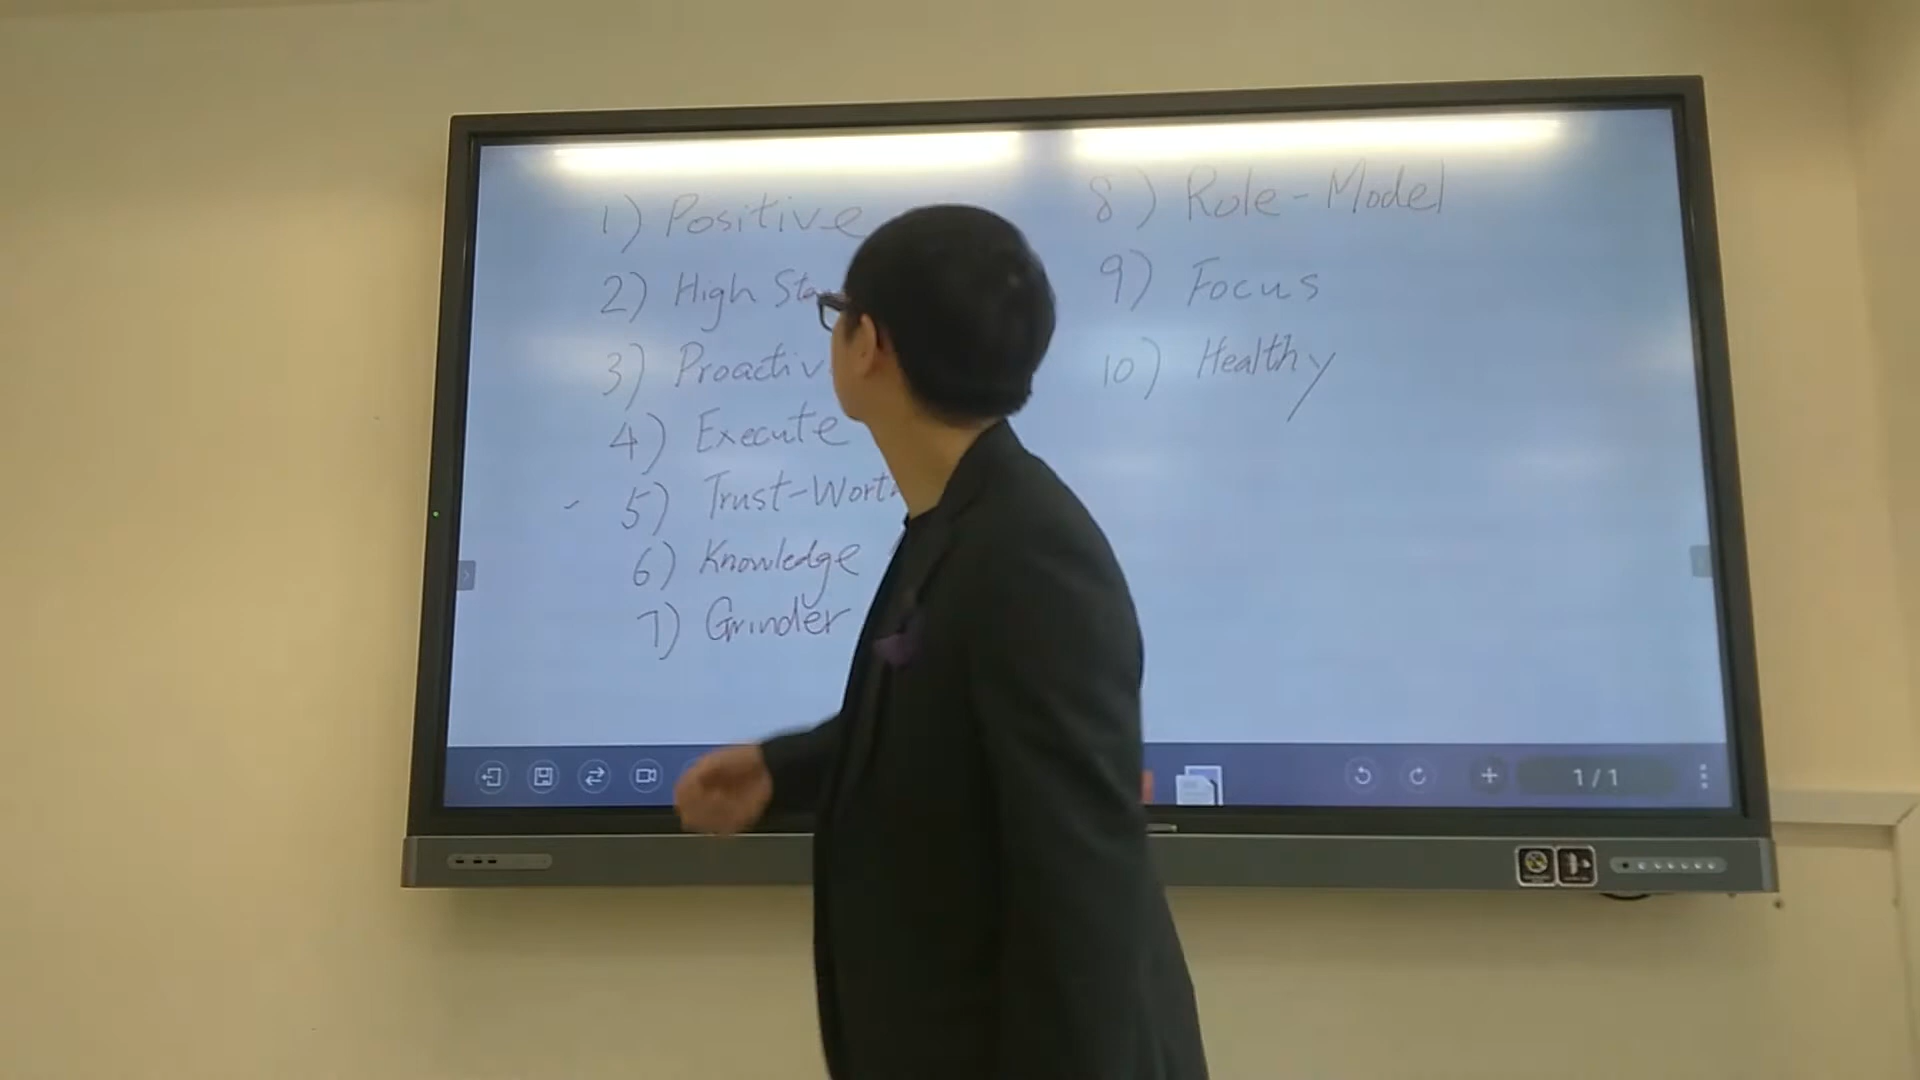 1) Positive
2) High
3) Proactiv
4) Execute
5) Trust-Worth
6) Knowledge
7) Grinder
8) Role-Model
9) Focus
10) Healthy
1/1